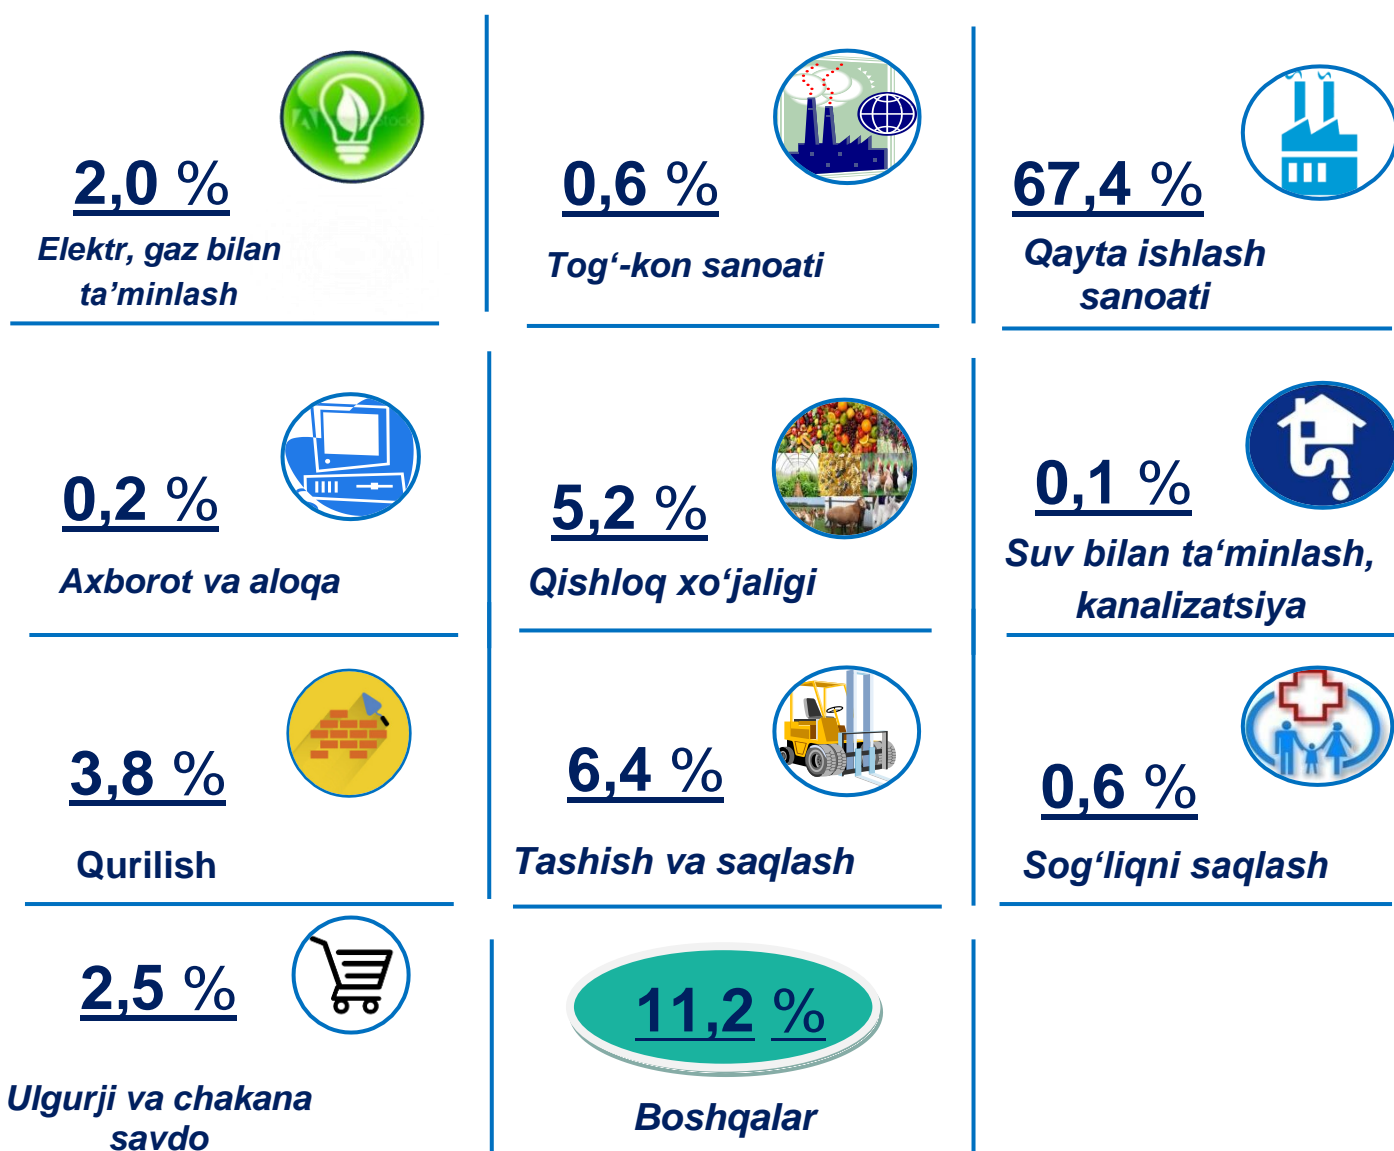 2,0 %
Elektr, gaz bilan
ta’minlash
0,6 %
Tog‘-kon sanoati
67,4 %
Qayta ishlash
sanoati
0,2 %
Axborot va aloqa
5,2 %
Qishloq xo‘jaligi
0,1 %
Suv bilan ta‘minlash,
kanalizatsiya
3,8 %
Qurilish
6,4 %
Tashish va saqlash
0,6 %
Sog‘liqni saqlash
2,5 %
Ulgurji va chakana
savdo
11,2 %
Boshqalar